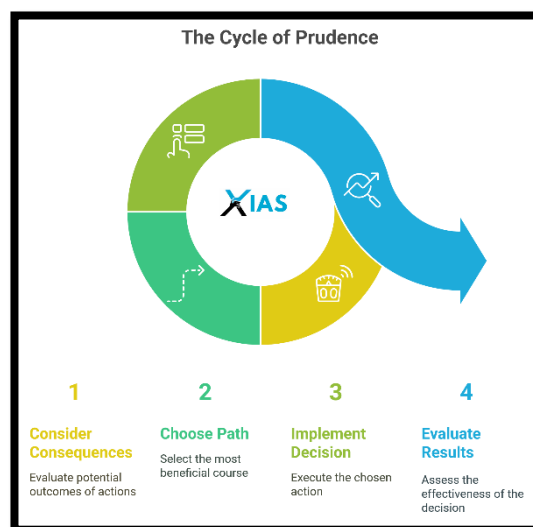 The Cycle of Prudence
XIAS
1
2
3
4
Consider
Consequences
Evaluate potential
outcomes of actions
Choose Path
Select the most
beneficial course
Implement
Decision
Execute the chosen
action
Evaluate
Results
Assess the
effectiveness of the
decision